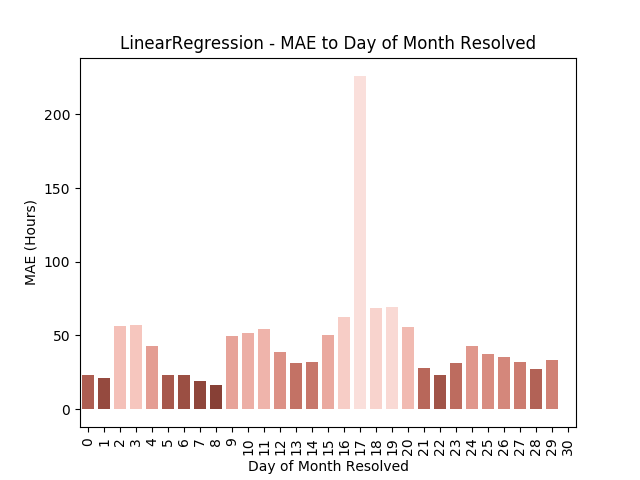 LinearRegression - MAE to Day of Month Resolved
MAE (Hours)
200
150
100
50
0
0 1 2 3 4 5 6 7 8 9 10 11 12 13 14 15 16 17 18 19 20 21 22 23 24 25 26 27 28 29 30
Day of Month Resolved